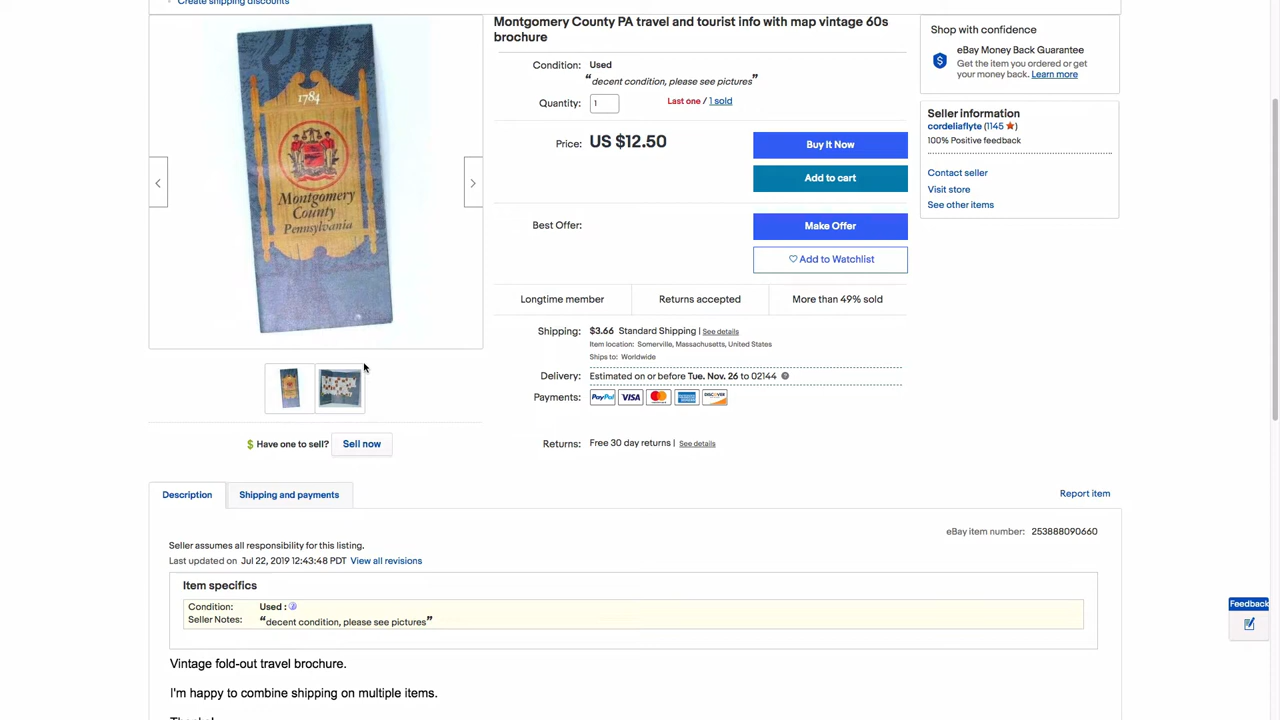 Create shipping discounts
1784
Montgomery
County
Pennsylvania
Have one to sell? Sell now
Montgomery County PA travel and tourist info with map vintage 60s
brochure
Condition: Used
“decent condition, please see pictures”
Quantity: 1 Last one / 1 sold
Price: US $12.50 Buy It Now
Add to cart
Best Offer: Make Offer
Add to Watchlist
Longtime member Returns accepted More than 49% sold
Shipping: $3.66 Standard Shipping | See details
Item location: Somerville, Massachusetts, United States
Ships to: Worldwide
Delivery: Estimated on or before Tue. Nov. 26 to 02144
Payments: PayPal VISA MasterCard DISCOVER
Returns: Free 30 day returns | See details
Shop with confidence
eBay Money Back Guarantee
Get the item you ordered or get
your money back. Learn more
Seller information
cordeliaflyte (1145)
100% Positive feedback
Contact seller
Visit store
See other items
Description Shipping and payments Report item
eBay item number: 253888090660
Seller assumes all responsibility for this listing.
Last updated on Jul 22, 2019 12:43:48 PDT View all revisions
Item specifics
Condition: Used :
Seller Notes: “decent condition, please see pictures”
Vintage fold-out travel brochure.
I'm happy to combine shipping on multiple items.
Thanks!
Feedback